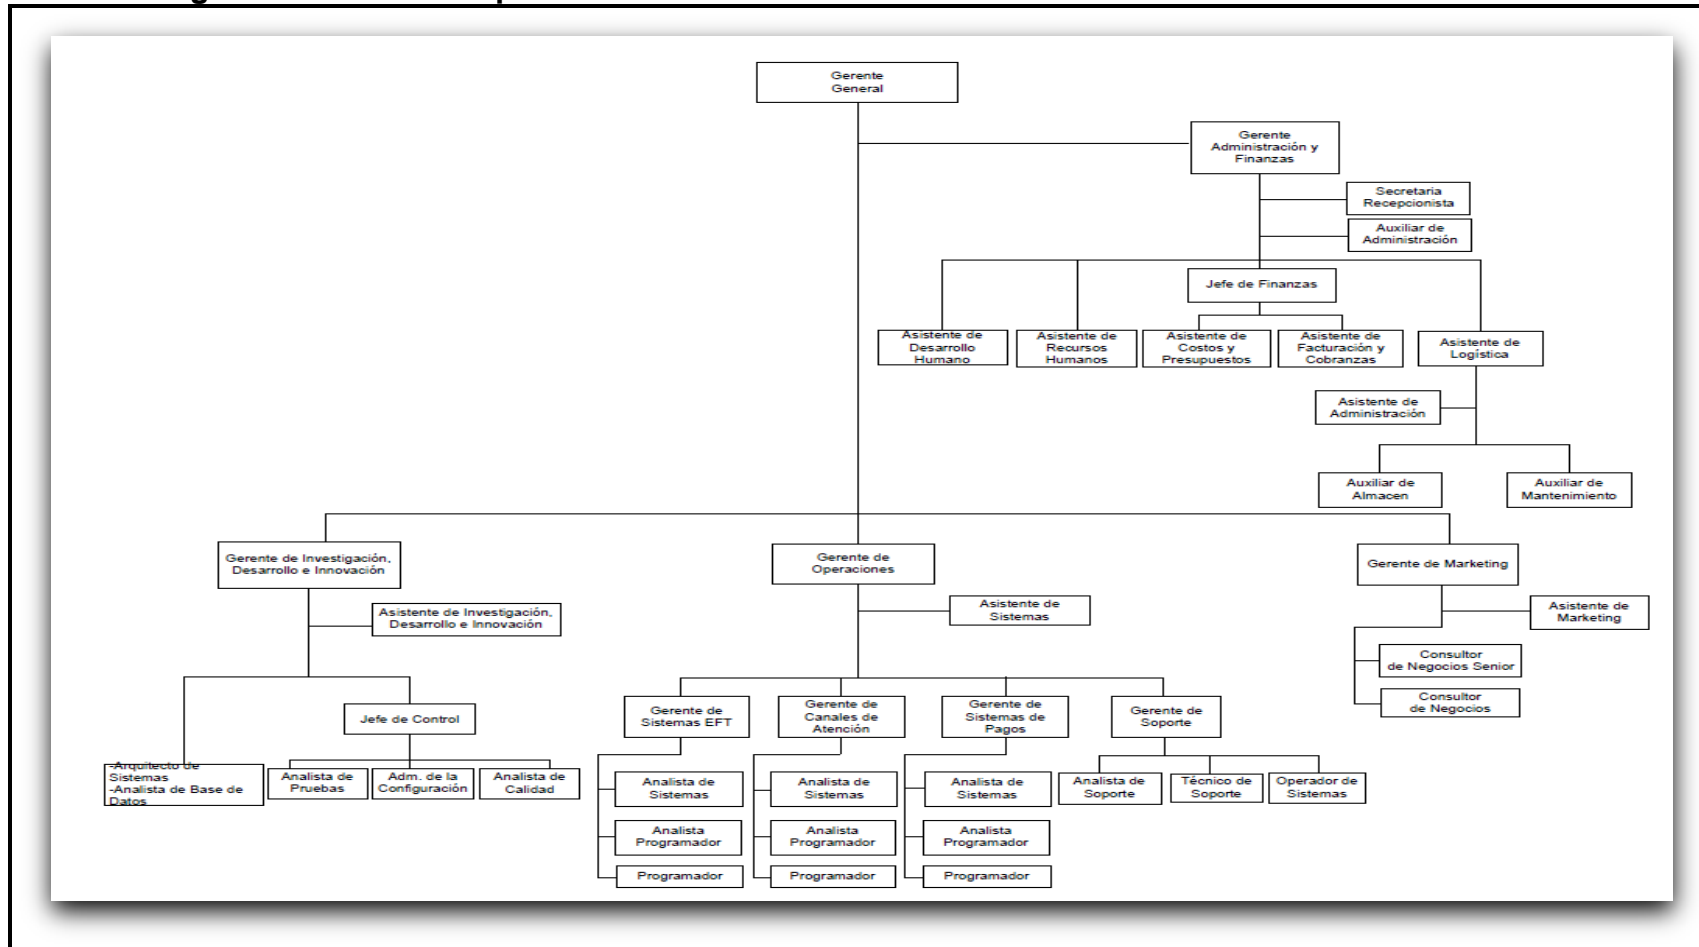 Gerente
General
Gerente
Administración y
Finanzas
Secretaria
Recepcionista
Auxiliar de
Administración
Jefe de Finanzas
Asistente de
Desarrollo
Humano
Asistente de
Recursos
Humanos
Asistente de
Costos y
Presupuestos
Asistente de
Facturación y
Cobranzas
Asistente de
Logística
Asistente de
Administración
Auxiliar de
Almacen
Auxiliar de
Mantenimiento
Gerente de Investigación,
Desarrollo e Innovación
Gerente de
Operaciones
Gerente de Marketing
Asistente de Investigación,
Desarrollo e Innovación
Asistente de
Sistemas
Asistente de
Marketing
Consultor
de Negocios Senior
Consultor
de Negocios
Jefe de Control
Gerente de
Sistemas EFT
Gerente de
Canales de
Atención
Gerente de
Sistemas de
Pagos
Gerente de
Soporte
-Arquitecto de
Sistemas
-Analista de Base de
Datos
Analista de
Pruebas
Adm. de la
Configuración
Analista de
Calidad
Analista de
Sistemas
Analista
Programador
Programador
Analista de
Sistemas
Analista
Programador
Programador
Analista de
Sistemas
Analista
Programador
Programador
Analista de
Soporte
Técnico de
Soporte
Operador de
Sistemas